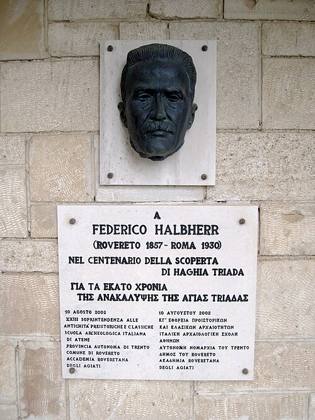 A
FEDERICO HALBHERR
(ROVERETO 1857 - ROMA 1930)
NEL CENTENARIO DELLA SCOPERTA
DI HAGHIA TRIADA
ΓΙΑ ΤΑ ΕΚΑΤΟ ΧΡΟΝΙΑ
ΤΗΣ ΑΝΑΚΑΛΥΨΗΣ ΤΗΣ ΑΓΙΑΣ ΤΡΙΑΔΑΣ
10 AGOSTO 2002
XXIII SOPRINTENDENZA ALLE
ANTICHITÀ PREISTORICHE E CLASSICHE
SCUOLA ARCHEOLOGICA ITALIANA
DI ATENE
PROVINCIA AUTONOMA DI TRENTO
COMUNE DI ROVERETO
ACCADEMIA ROVERETANA
DEGLI AGIATI
10 ΑΥΓΟΥΣΤΟΥ 2002
ΚΓ' ΕΦΟΡΕΙΑ ΠΡΟΪΣΤΟΡΙΚΩΝ
ΚΑΙ ΚΛΑΣΙΚΩΝ ΑΡΧΑΙΟΤΗΤΩΝ
ΙΤΑΛΙΚΗ ΑΡΧΑΙΟΛΟΓΙΚΗ ΣΧΟΛΗ
ΑΘΗΝΩΝ
ΑΥΤΟΝΟΜΗ ΝΟΜΑΡΧΙΑ ΤΟΥ ΤΡΕΝΤΟ
ΔΗΜΟΣ ΤΟΥ ΡΟΒΕΡΕΤΟ
ΑΚΑΔΗΜΙΑ ΡΟΒΕΡΕΤΑΝΑ
DEGLI AGIATI